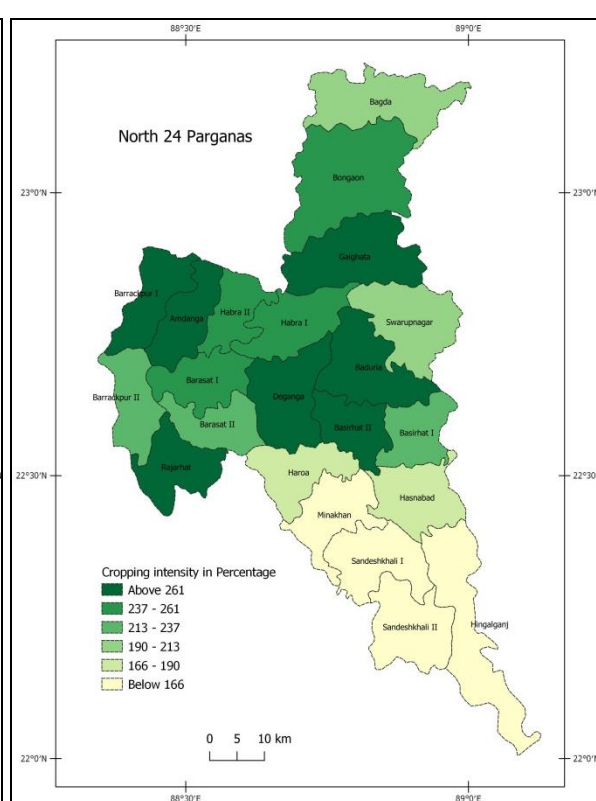 88°30'E 89°0'E
North 24 Parganas
Bagda
23°0'N 23°0'N
Bongaon
Gaighata
Barrackpur I
Amdanga
Habra II
Habra I
Swarupnagar
Baduria
Barasat I
Barrackpur II
Deganga
Barasat II
Basirhat II
Basirhat I
Rajarhat
22°30'N 22°30'N
Haroa
Hasnabad
Minakhan
Sandeshkhali I
Cropping intensity in Percentage
Above 261
237 - 261
213 - 237
190 - 213
166 - 190
Below 166
Sandeshkhali II
Hingalganj
0 5 10 km
22°0'N 22°0'N
88°30'E 89°0'E